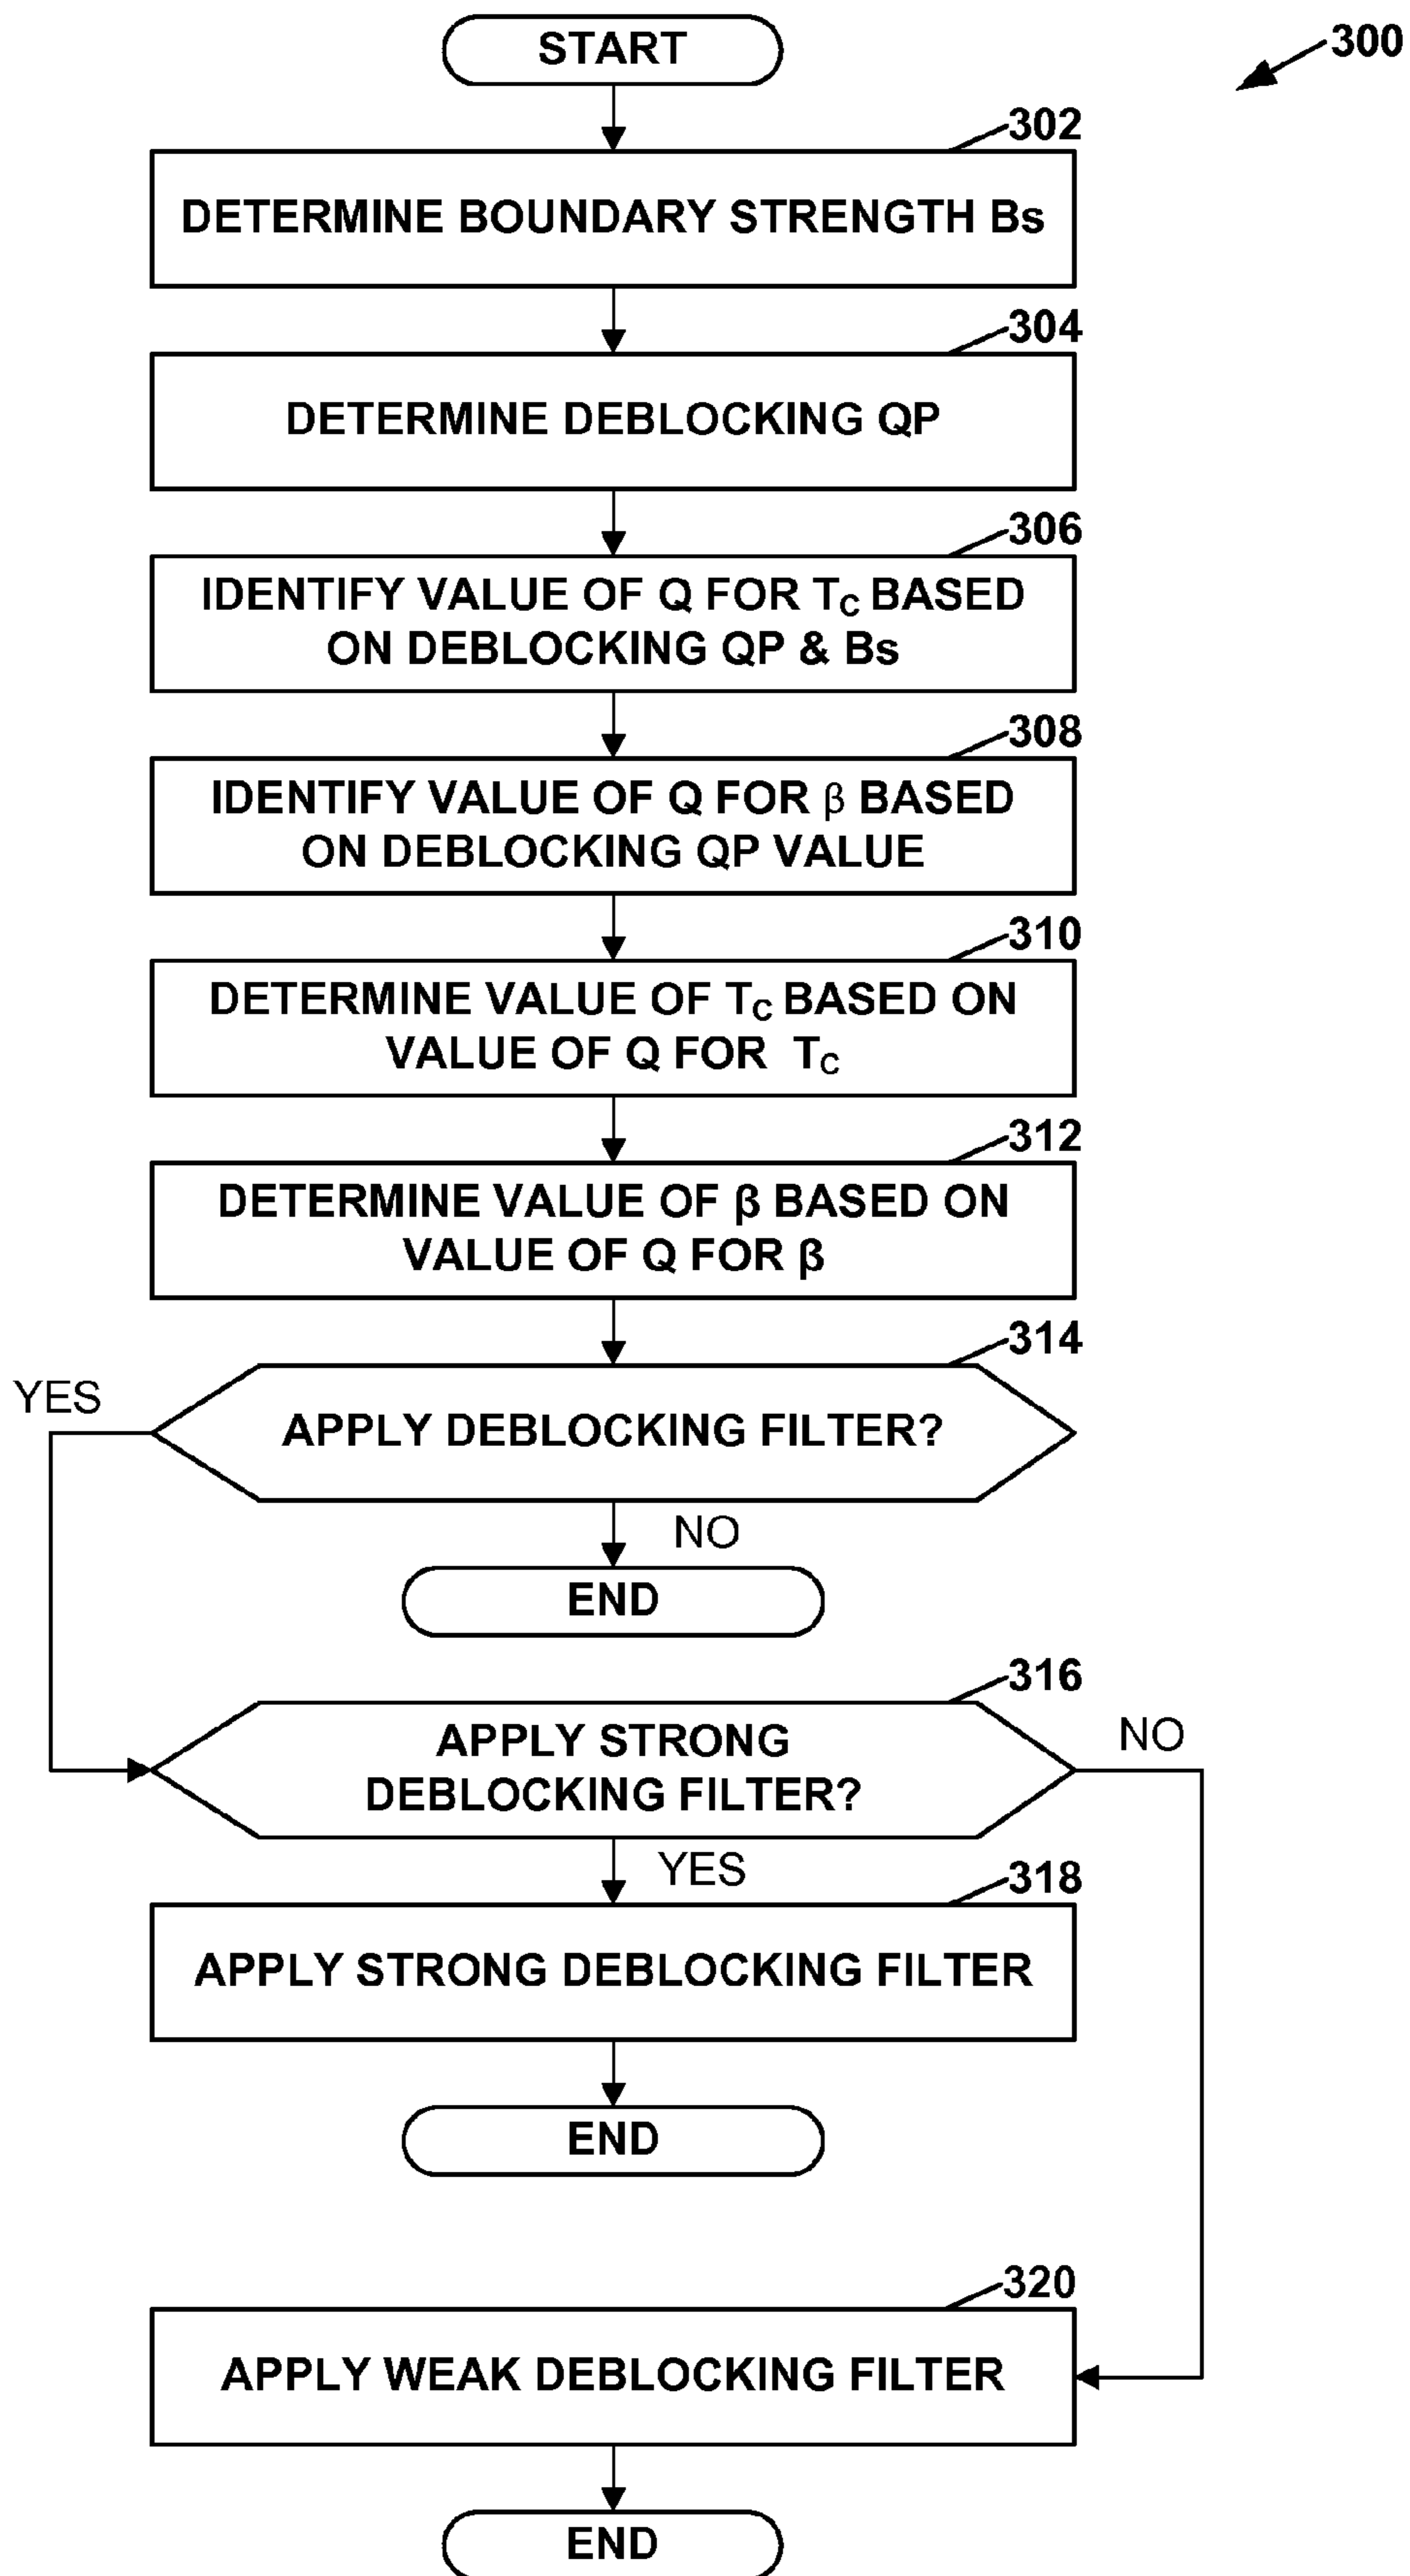 START
300
302
DETERMINE BOUNDARY STRENGTH Bs
304
DETERMINE DEBLOCKING QP
306
IDENTIFY VALUE OF Q FOR TC BASED
ON DEBLOCKING QP & Bs
308
IDENTIFY VALUE OF Q FOR β BASED
ON DEBLOCKING QP VALUE
310
DETERMINE VALUE OF TC BASED ON
VALUE OF Q FOR TC
312
DETERMINE VALUE OF β BASED ON
VALUE OF Q FOR β
314
YES
APPLY DEBLOCKING FILTER?
NO
END
316
APPLY STRONG
DEBLOCKING FILTER?
NO
YES
318
APPLY STRONG DEBLOCKING FILTER
END
320
APPLY WEAK DEBLOCKING FILTER
END